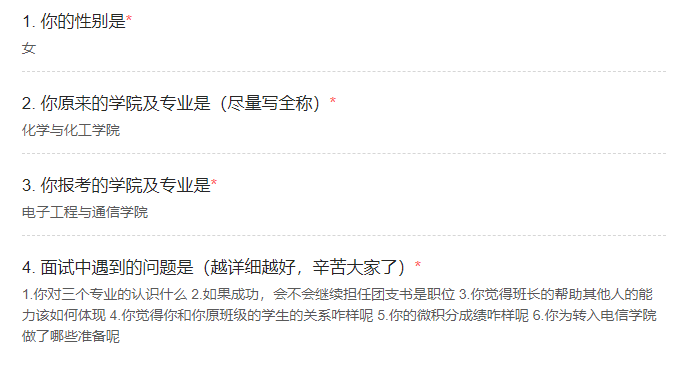 1. 你的性别是*
女
2. 你原来的学院及专业是（尽量写全称）*
化学与化工学院
3. 你报考的学院及专业是*
电子工程与通信学院
4. 面试中遇到的问题是（越详细越好，辛苦大家了）*
1.你对三个专业的认识什么 2.如果成功，会不会继续担任团支书是职位 3.你觉得班长的帮助其他人的能
力该如何体现 4.你觉得你和你原班级的学生的关系咋样呢 5.你的微积分成绩咋样呢 6.你为转入电信学院
做了哪些准备呢